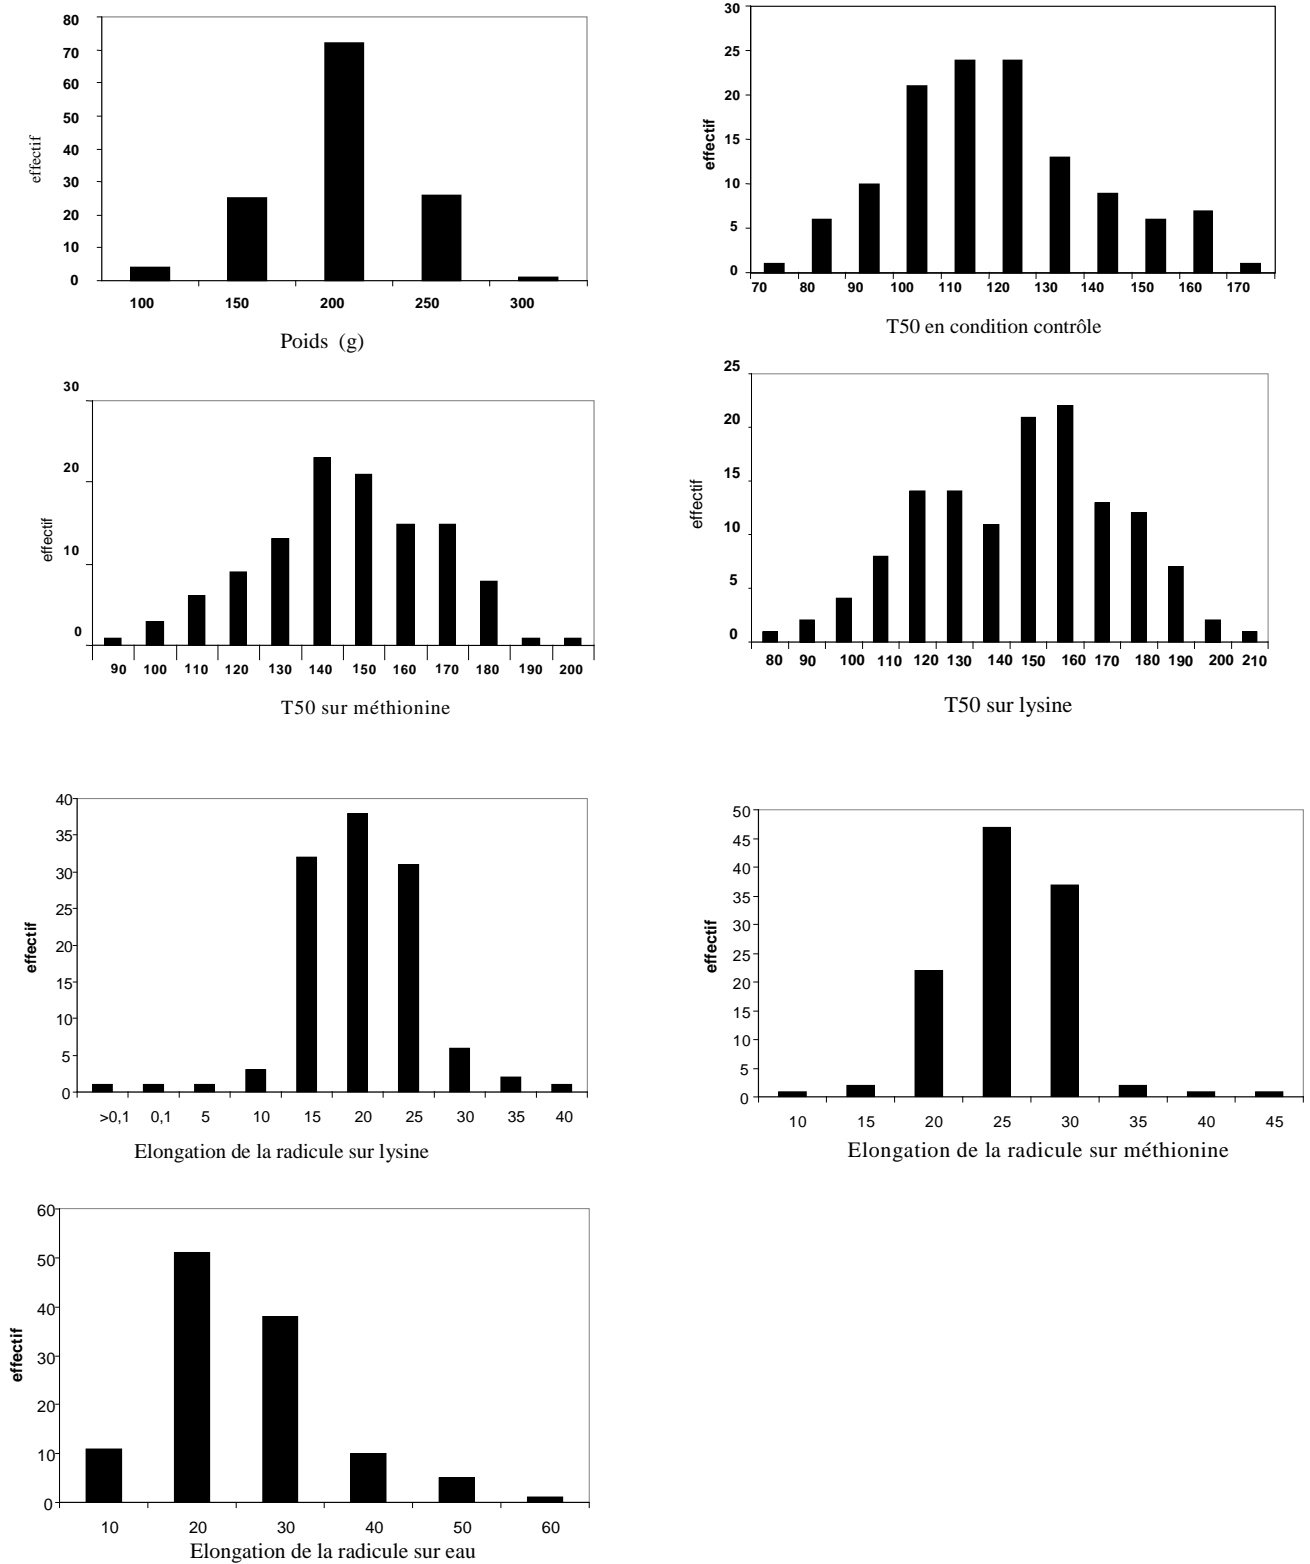 80
70
60
50
40
30
20
10
0
effectif
100 150 200 250 300
Poids (g)
30
25
20
15
10
5
0
effectif
70 80 90 100 110 120 130 140 150 160 170
T50 en condition contrôle
30
20
10
0
effectif
90 100 110 120 130 140 150 160 170 180 190 200
T50 sur méthionine
25
20
15
10
5
0
effectif
80 90 100 110 120 130 140 150 160 170 180 190 200 210
T50 sur lysine
40
35
30
25
20
15
10
5
0
effectif
>0,1 0,1 5 10 15 20 25 30 35 40
Elongation de la radicule sur lysine
50
45
40
35
30
25
20
15
10
5
0
effectif
10 15 20 25 30 35 40 45
Elongation de la radicule sur méthionine
60
50
40
30
20
10
0
effectif
10 20 30 40 50 60
Elongation de la radicule sur eau